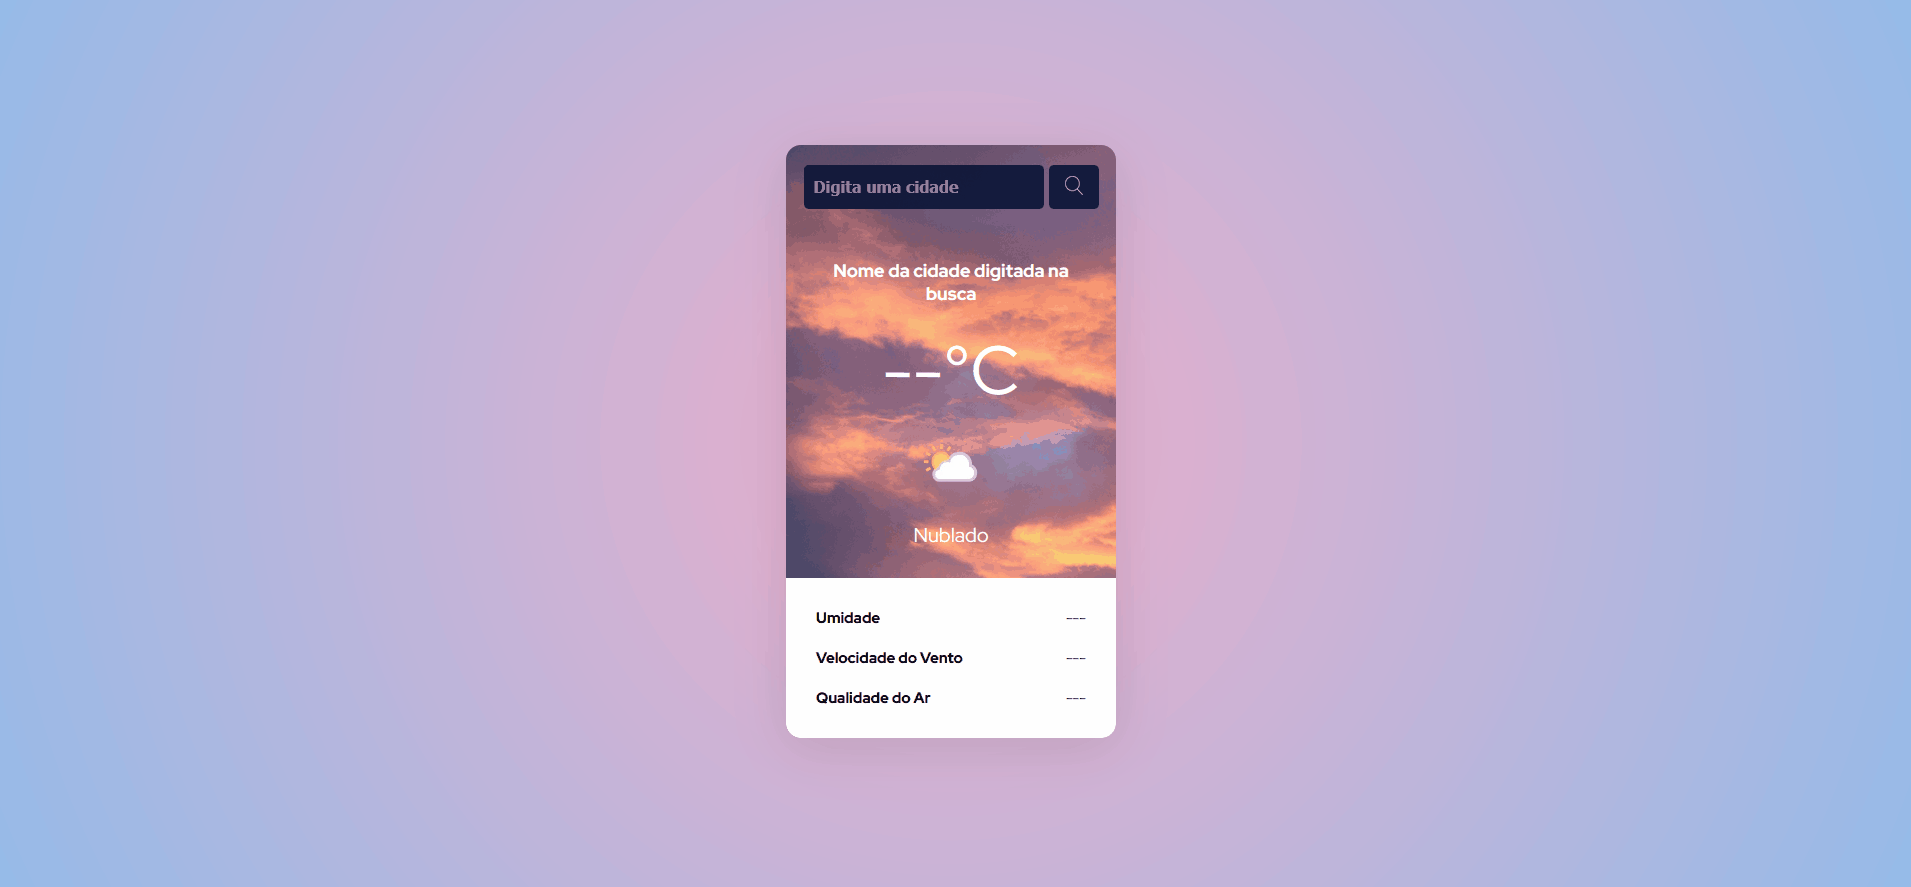 Digita uma cidade
Nome da cidade digitada na
busca
--°C
Nublado
Umidade ---
Velocidade do Vento ---
Qualidade do Ar ---